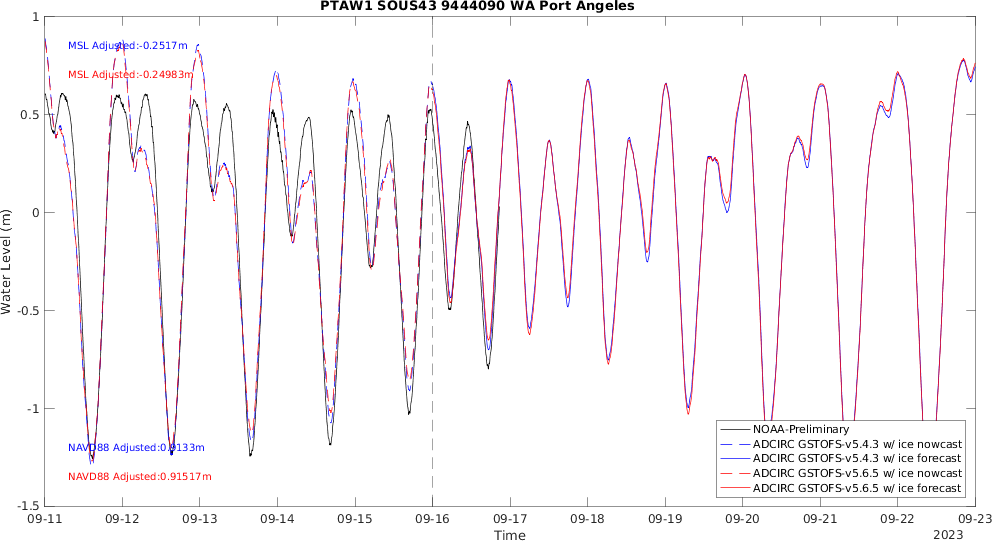 PTAW1 SOUS43 9444090 WA Port Angeles
MSL Adjusted:-0.2517m
MSL Adjusted:-0.24983m
NAVD88 Adjusted:0.9133m
NAVD88 Adjusted:0.91517m
Water Level (m)
1
0.5
0
-0.5
-1
-1.5
NOAA-Preliminary
ADCIRC GSTOFS-v5.4.3 w/ ice nowcast
ADCIRC GSTOFS-v5.4.3 w/ ice forecast
ADCIRC GSTOFS-v5.6.5 w/ ice nowcast
ADCIRC GSTOFS-v5.6.5 w/ ice forecast
09-11 09-12 09-13 09-14 09-15 09-16 09-17 09-18 09-19 09-20 09-21 09-22 09-23
Time
2023